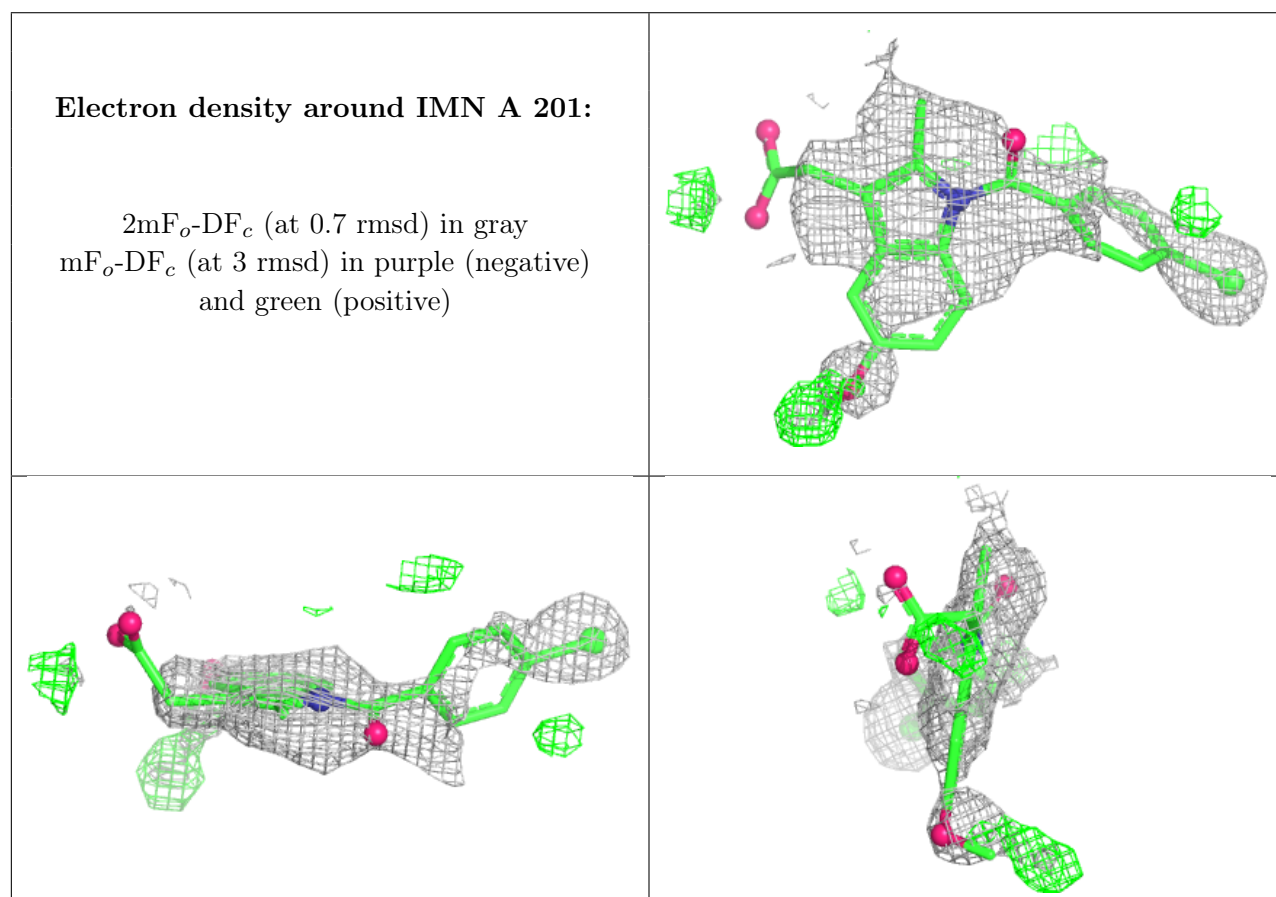 Electron density around IMN A 201:
2mFo-DFc (at 0.7 rmsd) in gray
mFo-DFc (at 3 rmsd) in purple (negative)
and green (positive)